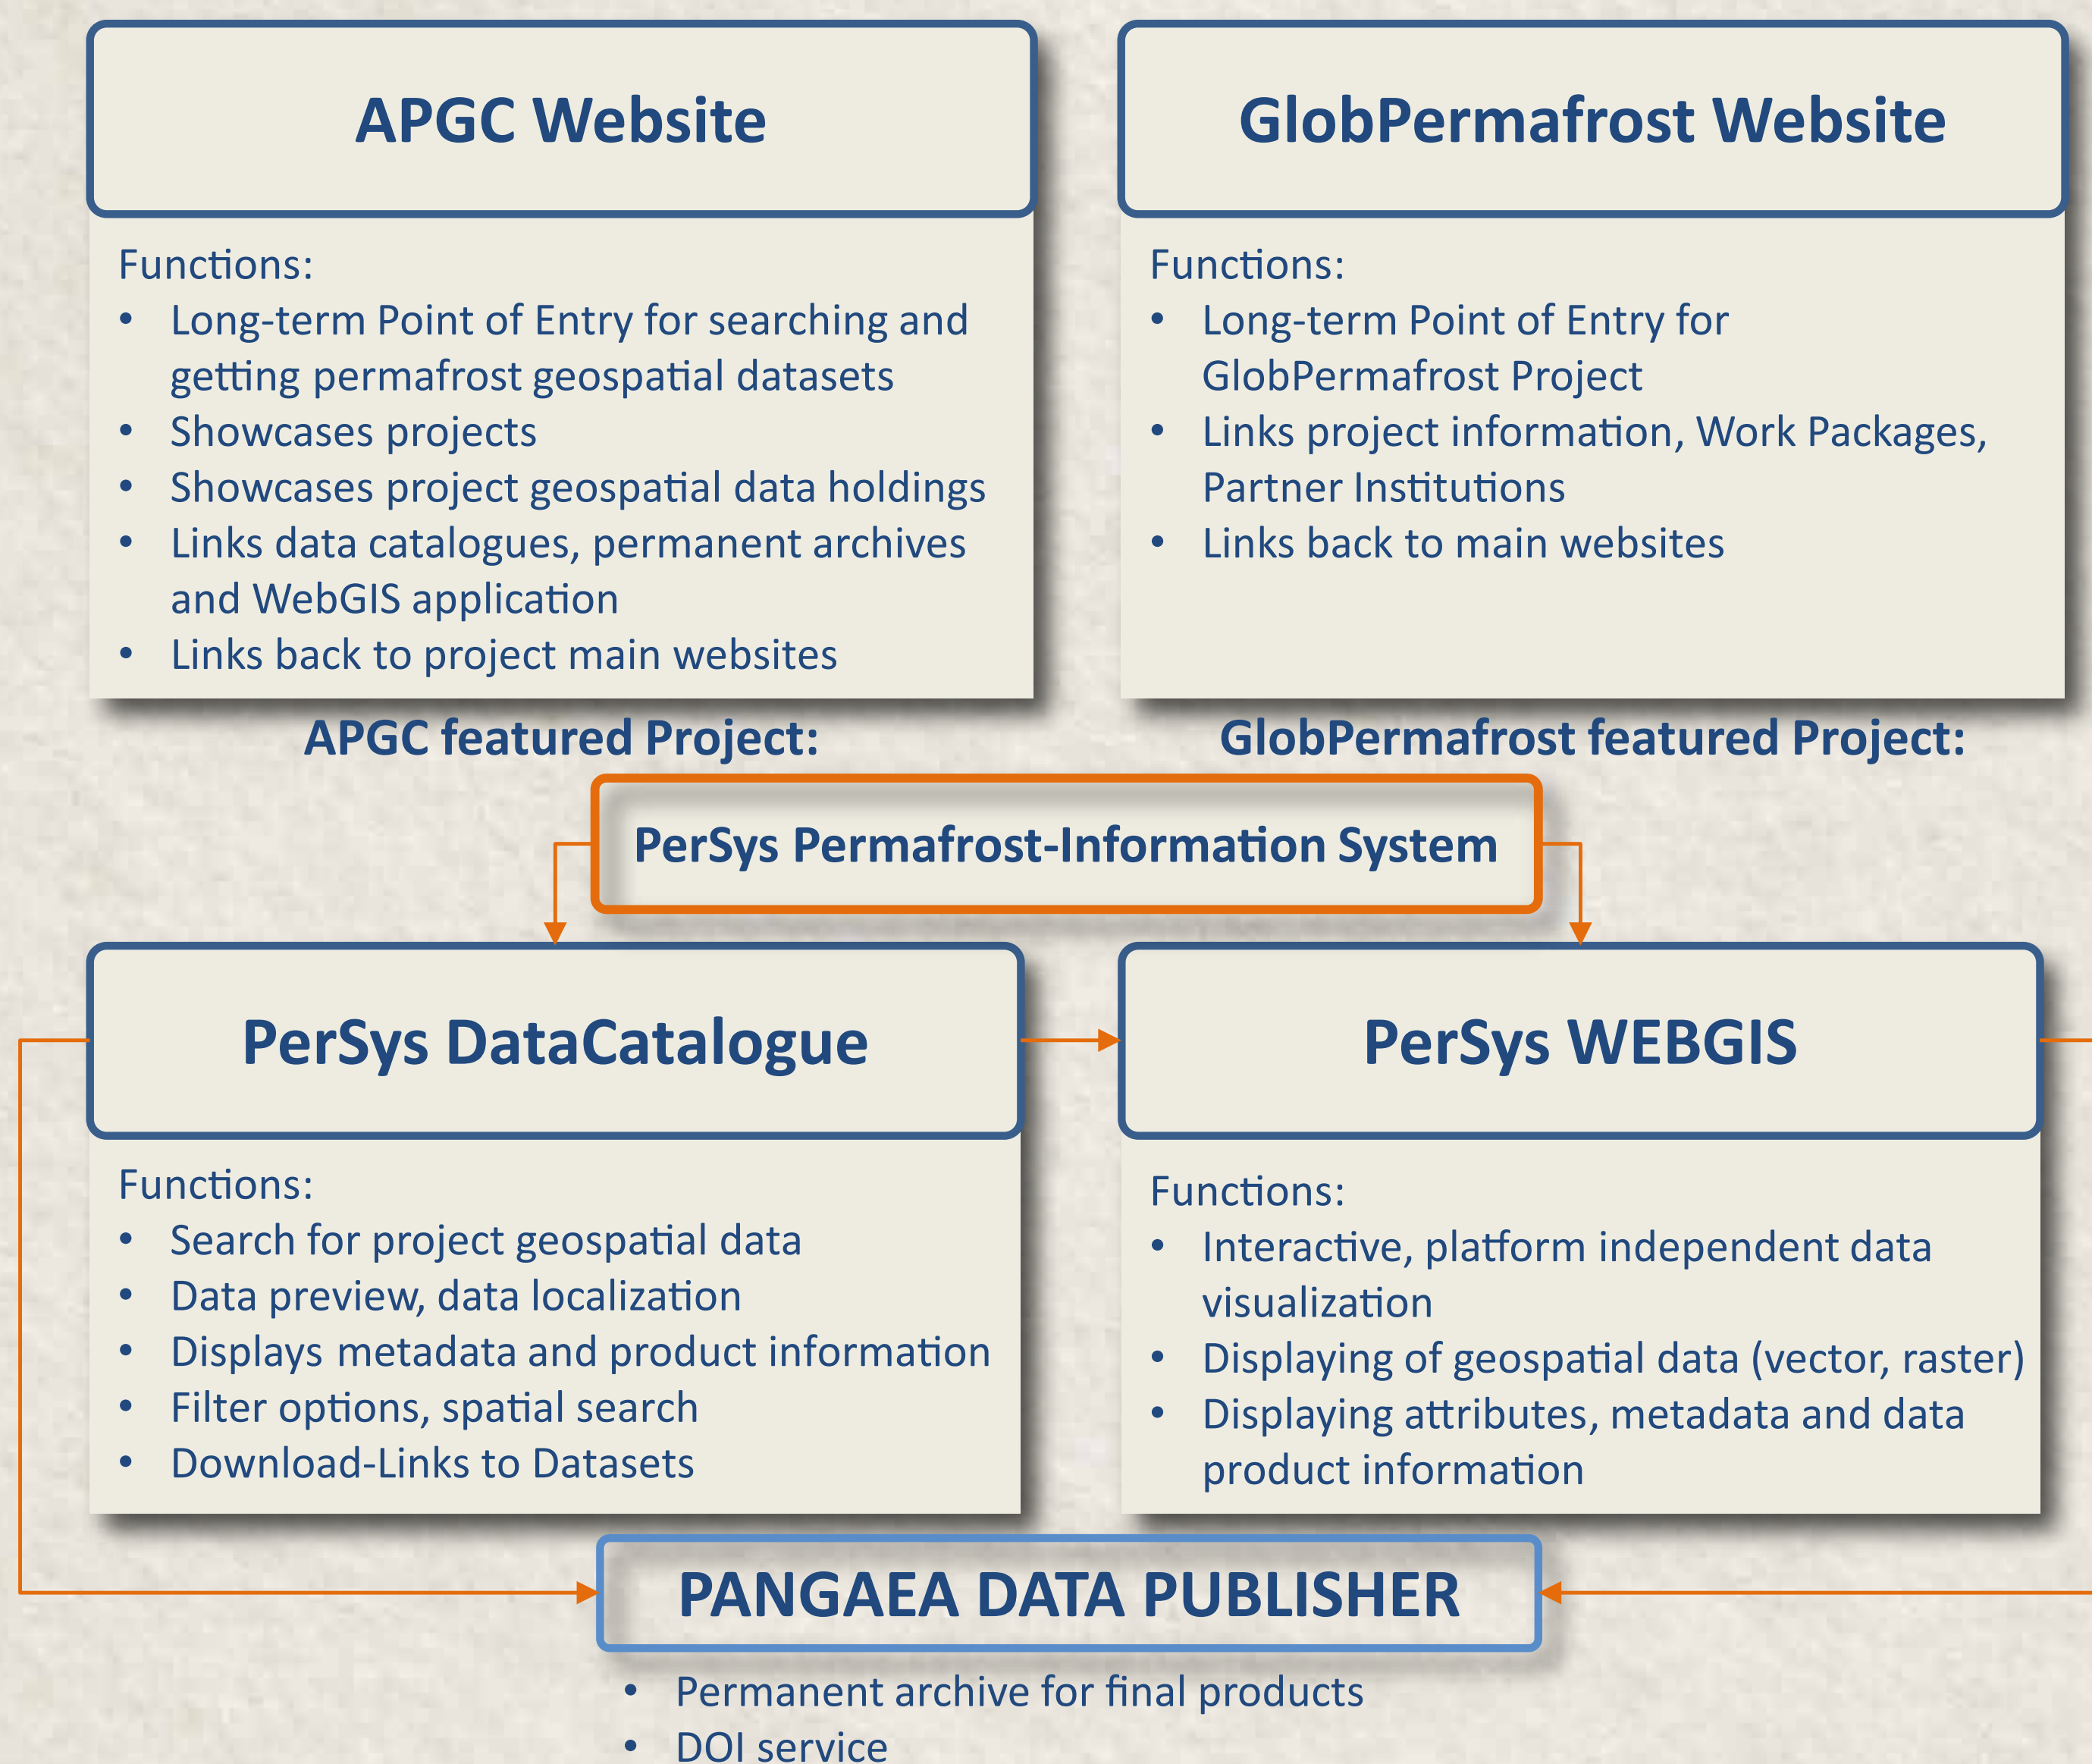 APGC Website
Functions:
• Long-term Point of Entry for searching and
getting permafrost geospatial datasets
• Showcases projects
• Showcases project geospatial data holdings
• Links data catalogues, permanent archives
and WebGIS application
• Links back to project main websites
GlobPermafrost Website
Functions:
• Long-term Point of Entry for
GlobPermafrost Project
• Links project information, Work Packages,
Partner Institutions
• Links back to main websites
APGC featured Project:
GlobPermafrost featured Project:
PerSys Permafrost-Information System
PerSys DataCatalogue
Functions:
• Search for project geospatial data
• Data preview, data localization
• Displays metadata and product information
• Filter options, spatial search
• Download-Links to Datasets
PerSys WEBGIS
Functions:
• Interactive, platform independent data
visualization
• Displaying of geospatial data (vector, raster)
• Displaying attributes, metadata and data
product information
PANGAEA DATA PUBLISHER
• Permanent archive for final products
• DOI service